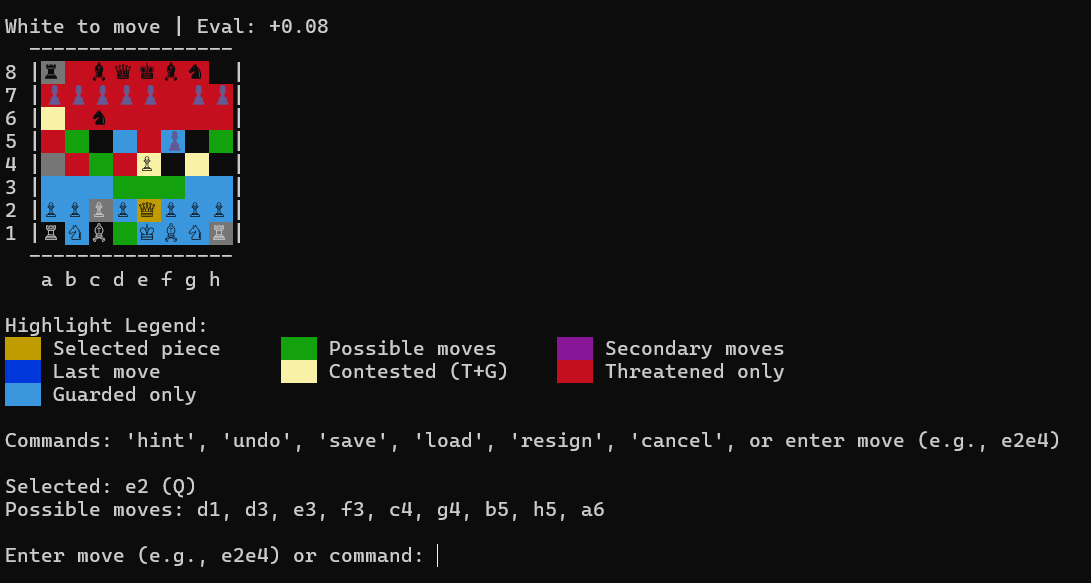 White to move | Eval: +0.08
-----------------
8 |♜ ♝♛♚♝♞ |
7 |♟♟♟♟♟ ♟♟|
6 | ♞ |
5 | ♟ |
4 | ♙ |
3 | |
2 |♙♙♙♙♕♙♙♙|
1 |♖♘♗ ♔♗♘♖|
-----------------
a b c d e f g h
Highlight Legend:
Selected piece Possible moves Secondary moves
Last move Contested (T+G) Threatened only
Guarded only
Commands: 'hint', 'undo', 'save', 'load', 'resign', 'cancel', or enter move (e.g., e2e4)
Selected: e2 (Q)
Possible moves: d1, d3, e3, f3, c4, g4, b5, h5, a6
Enter move (e.g., e2e4) or command: